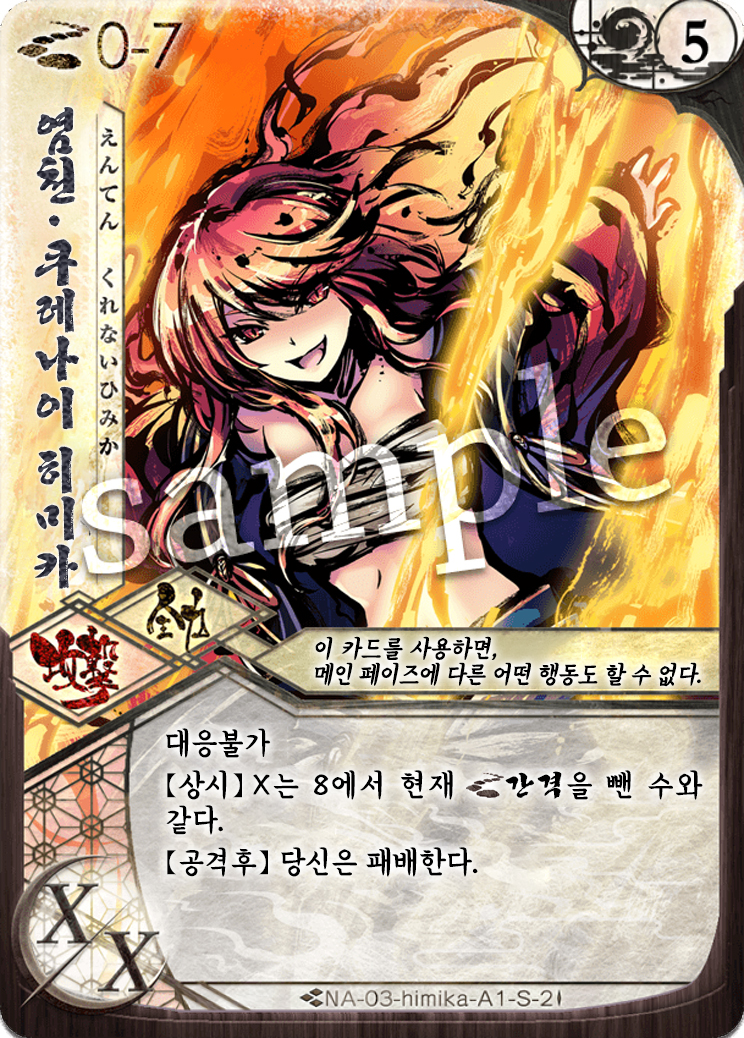 0-7
5
염천・쿠레나이 히미카
えんてん くれないひみか
sample
攻撃
全力
이 카드를 사용하면,
메인 페이즈에 다른 어떤 행동도 할 수 없다.
대응불가
【상시】X는 8에서 현재 간격을 뺀 수와
같다.
【공격후】 당신은 패배한다.
X/X
NA-03-himika-A1-S-2